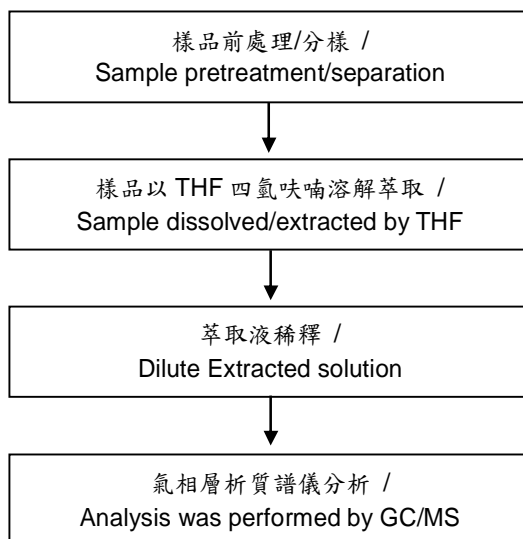 樣品前處理/分樣 /
Sample pretreatment/separation
樣品以 THF 四氫呋喃溶解萃取 /
Sample dissolved/extracted by THF
萃取液稀釋 /
Dilute Extracted solution
氣相層析質譜儀分析 /
Analysis was performed by GC/MS